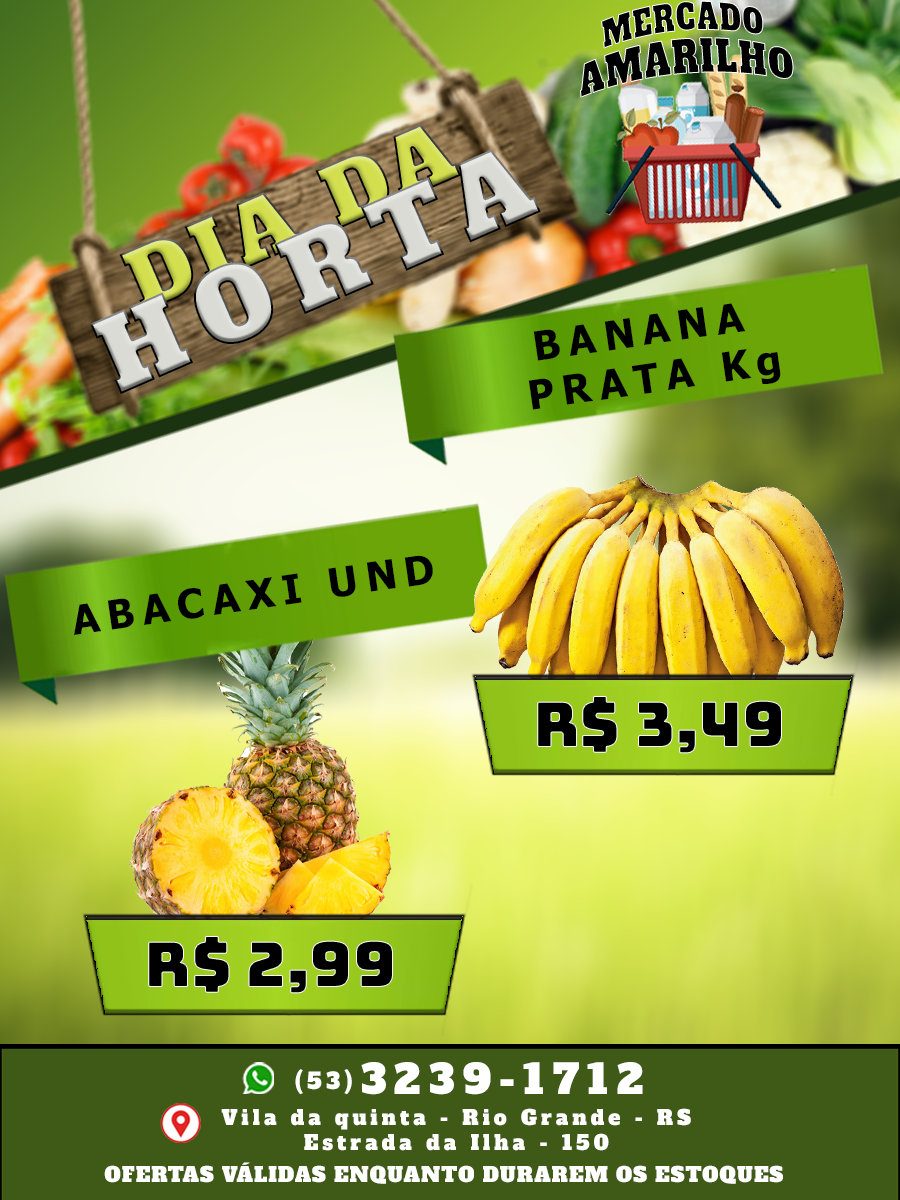 MERCADO
AMARILHO
DIA DA
HORTA
BANANA
PRATA Kg
ABACAXI UND
R$ 3,49
R$ 2,99
(53) 3239-1712
Vila da quinta - Rio Grande - RS
Estrada da Ilha - 150
OFERTAS VÁLIDAS ENQUANTO DURAREM OS ESTOQUES